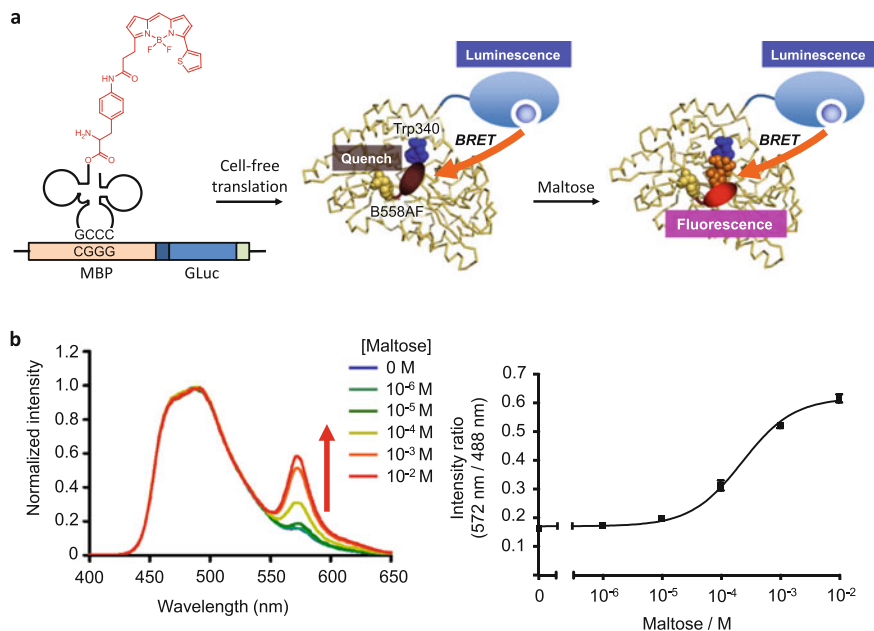 a
N
N
B
F
F
S
O
NH
H₂N
O
O
GCCC
CGGG
MBP
GLuc
Cell-free
translation
Luminescence
Trp340
BRET
Quench
B558AF
Maltose
Luminescence
BRET
Fluorescence
b
Normalized intensity
1.2
1.0
0.8
0.6
0.4
0.2
0
400
450
500
550
600
650
Wavelength (nm)
[Maltose]
0 M
10⁻⁶ M
10⁻⁵ M
10⁻⁴ M
10⁻³ M
10⁻² M
Intensity ratio
(572 nm / 488 nm)
0.7
0.6
0.5
0.4
0.3
0.2
0.1
0
10⁻⁶
10⁻⁵
10⁻⁴
10⁻³
10⁻²
Maltose / M